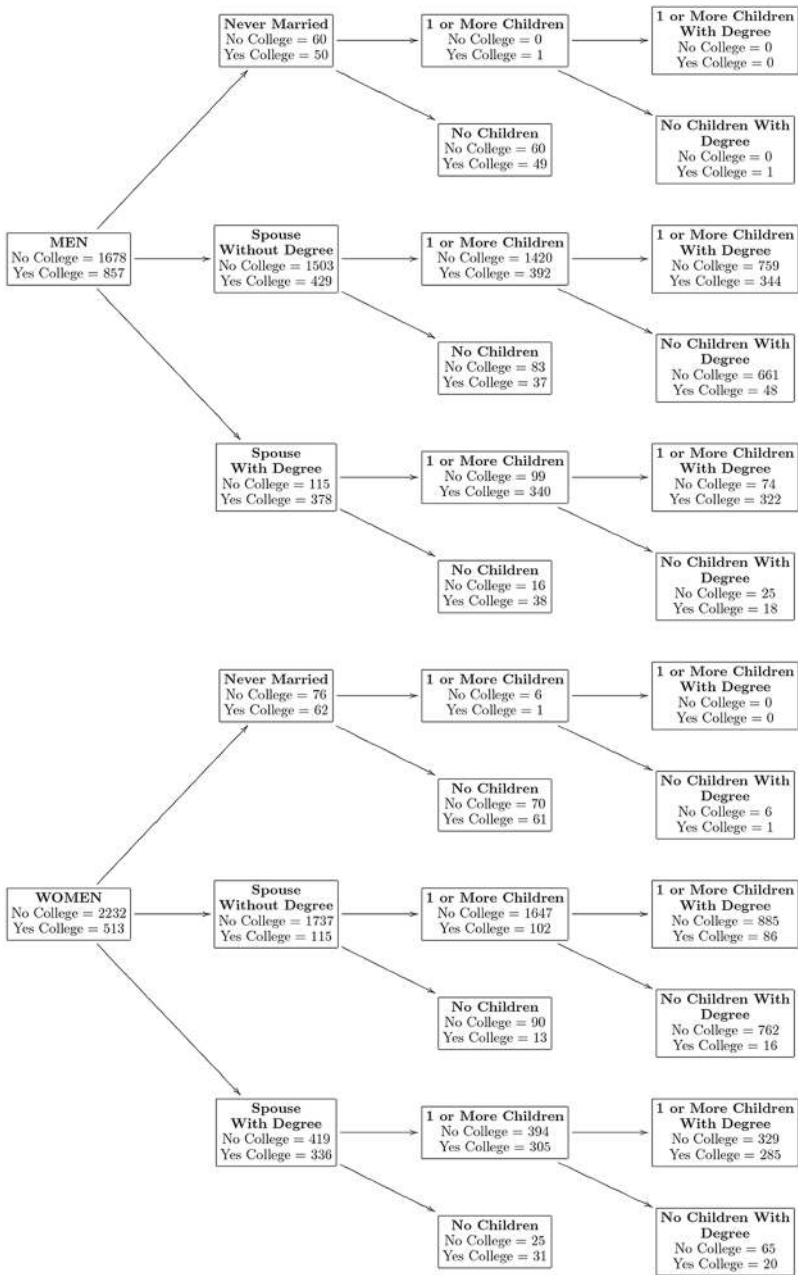 Never Married
No College = 60
Yes College = 50
1 or More Children
No College = 0
Yes College = 1
1 or More Children
With Degree
No College = 0
Yes College = 0
No Children
No College = 60
Yes College = 49
No Children With
Degree
No College = 0
Yes College = 1
MEN
No College = 1678
Yes College = 857
Spouse
Without Degree
No College = 1503
Yes College = 429
1 or More Children
No College = 1420
Yes College = 392
1 or More Children
With Degree
No College = 759
Yes College = 344
No Children
No College = 83
Yes College = 37
No Children With
Degree
No College = 661
Yes College = 48
Spouse
With Degree
No College = 115
Yes College = 378
1 or More Children
No College = 99
Yes College = 340
1 or More Children
With Degree
No College = 74
Yes College = 322
No Children
No College = 16
Yes College = 38
No Children With
Degree
No College = 25
Yes College = 18
Never Married
No College = 76
Yes College = 62
1 or More Children
No College = 6
Yes College = 1
1 or More Children
With Degree
No College = 0
Yes College = 0
No Children
No College = 70
Yes College = 61
No Children With
Degree
No College = 6
Yes College = 1
WOMEN
No College = 2232
Yes College = 513
Spouse
Without Degree
No College = 1737
Yes College = 115
1 or More Children
No College = 1647
Yes College = 102
1 or More Children
With Degree
No College = 885
Yes College = 86
No Children
No College = 90
Yes College = 13
No Children With
Degree
No College = 762
Yes College = 16
Spouse
With Degree
No College = 419
Yes College = 336
1 or More Children
No College = 394
Yes College = 305
1 or More Children
With Degree
No College = 329
Yes College = 285
No Children
No College = 25
Yes College = 31
No Children With
Degree
No College = 65
Yes College = 20